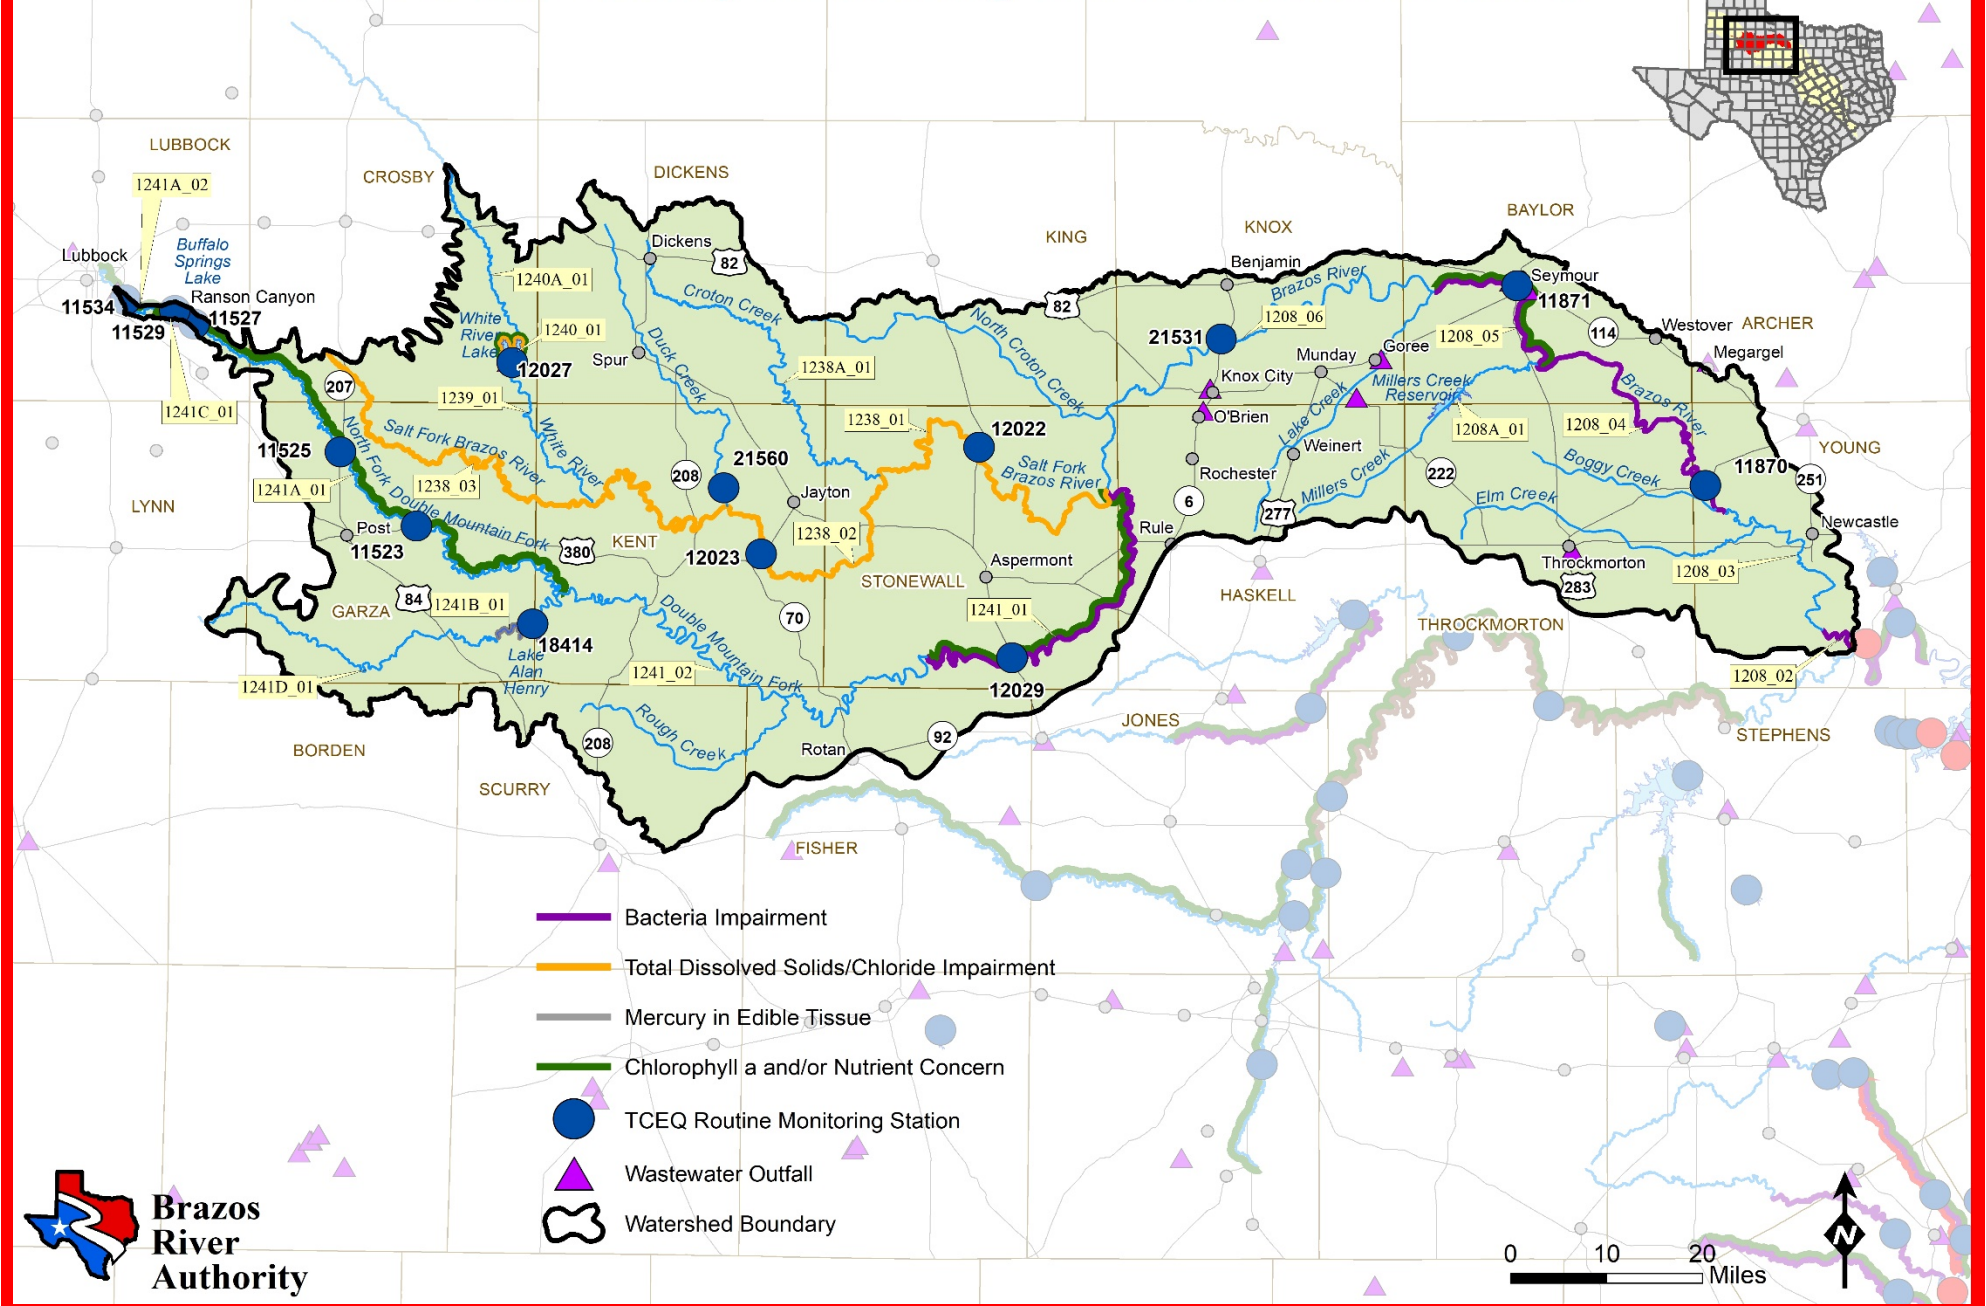 LUBBOCK
1241A_02
CROSBY
DICKENS
KING
KNOX
BAYLOR
ARCHER
Lubbock
Buffalo
Springs
Lake
Ranson Canyon
11534
11529
11527
1241C_01
207
Dickens
82
1240A_01
White
River
Lake
1240_01
12027
1239_01
Spur
Duck Creek
Croton Creek
1238A_01
North Croton Creek
82
Benjamin
Brazos River
1208_06
21531
Seymour
11871
1208_05
114
Westover
Megargel
Munday
Goree
Knox City
O'Brien
Lake Creek
Millers Creek
Reservoir
1208A_01
Brazos River
1208_04
YOUNG
11525
North Fork
Double Mountain Fork
Salt Fork Brazos River
White River
1238_03
1241A_01
LYNN
Post
11523
208
21560
Jayton
1238_01
12022
Salt Fork
Brazos River
Rochester
Weinert
6
277
Millers Creek
222
Boggy Creek
Elm Creek
11870
251
Newcastle
380
KENT
12023
1238_02
STONEWALL
Aspermont
Rule
HASKELL
Throckmorton
283
1208_03
THROCKMORTON
GARZA
84
1241B_01
18414
Lake
Alan
Henry
1241D_01
Double Mountain Fork
1241_02
70
1241_01
12029
1208_02
BORDEN
SCURRY
208
Rough Creek
Rotan
92
JONES
STEPHENS
FISHER
Bacteria Impairment
Total Dissolved Solids/Chloride Impairment
Mercury in Edible Tissue
Chlorophyll a and/or Nutrient Concern
TCEQ Routine Monitoring Station
Wastewater Outfall
Watershed Boundary
Brazos
River
Authority
0 10 20
Miles
N